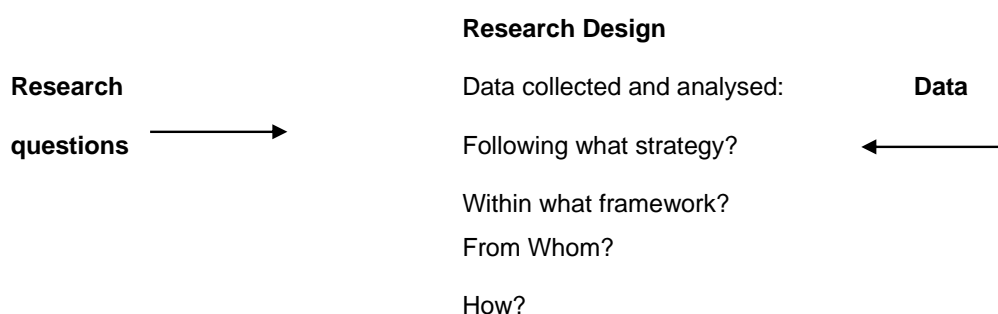 Research Design
Research Data collected and analysed: Data
questions Following what strategy?
Within what framework?
From Whom?
How?